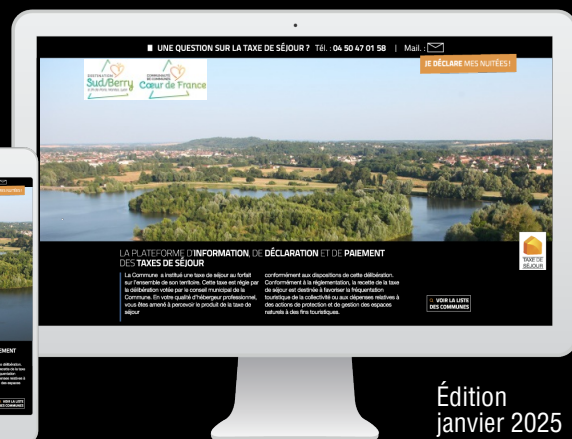 UNE QUESTION SUR LA TAXE DE SÉJOUR ? Tél. : 04 50 47 01 58 | Mail. :
JE DÉCLARE MES NUITÉES !
DESTINATION
Sud/Berry
COMMUNAUTÉ
DE COMMUNES
Cœur de France
LA PLATEFORME D'INFORMATION, DE DÉCLARATION ET DE PAIEMENT
DES TAXES DE SÉJOUR
La Commune a institué une taxe de séjour au forfait
sur l'ensemble de son territoire. Cette taxe est régie par
la délibération votée par le conseil municipal de la
Commune. En votre qualité d'hébergeur professionnel,
vous êtes amené à percevoir le produit de la taxe de
séjour
conformément aux dispositions de cette délibération.
Conformément à la réglementation, la recette de la taxe
de séjour est destinée à favoriser la fréquentation
touristique de la collectivité ou aux dépenses relatives à
des actions de protection et de gestion des espaces
naturels à des fins touristiques.
TAXE DE
SÉJOUR
VOIR LA LISTE
DES COMMUNES
Édition
janvier 2025